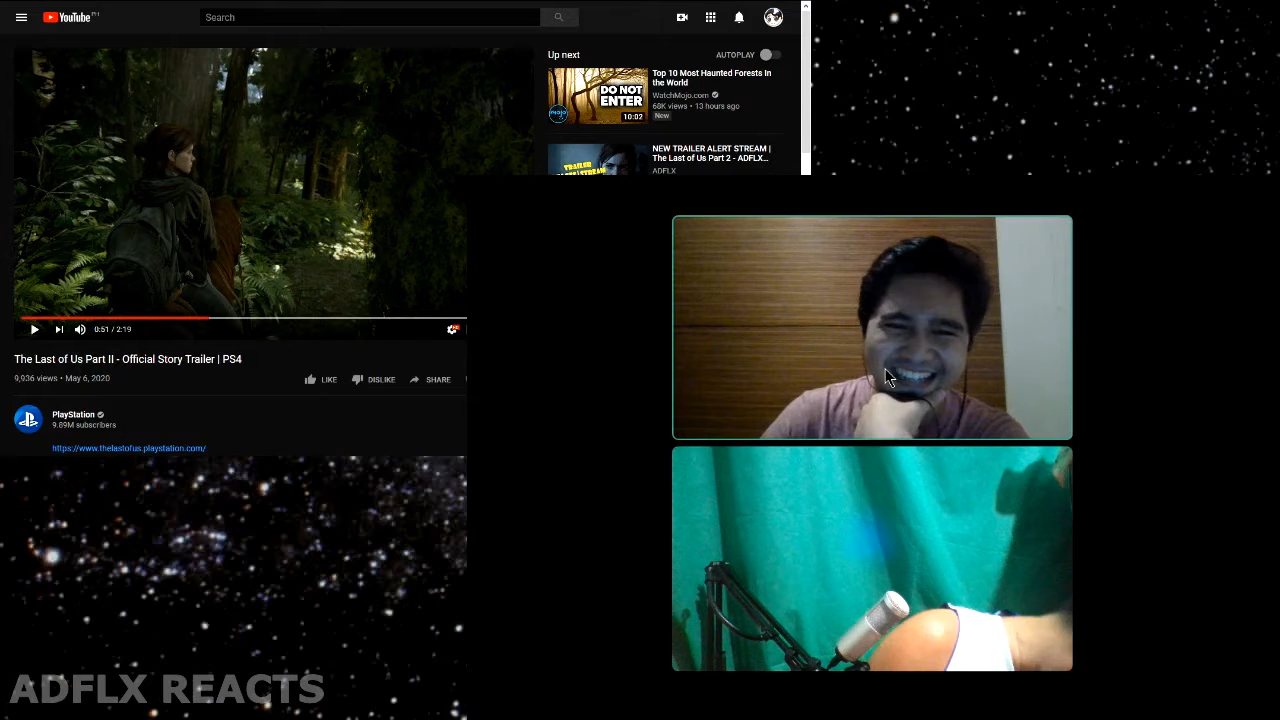 YouTube PH
Search
Up next
AUTOPLAY
DO NOT
ENTER
mojo
10:02
Top 10 Most Haunted Forests in
the World
WatchMojo.com
68K views • 13 hours ago
New
NEW TRAILER ALERT STREAM |
The Last of Us Part 2 - ADFLX...
ADFLX
0:51 / 2:19
The Last of Us Part II - Official Story Trailer | PS4
9,936 views • May 6, 2020
LIKE
DISLIKE
SHARE
PlayStation
9.89M subscribers
https://www.thelastofus.playstation.com/
ADFLX REACTS